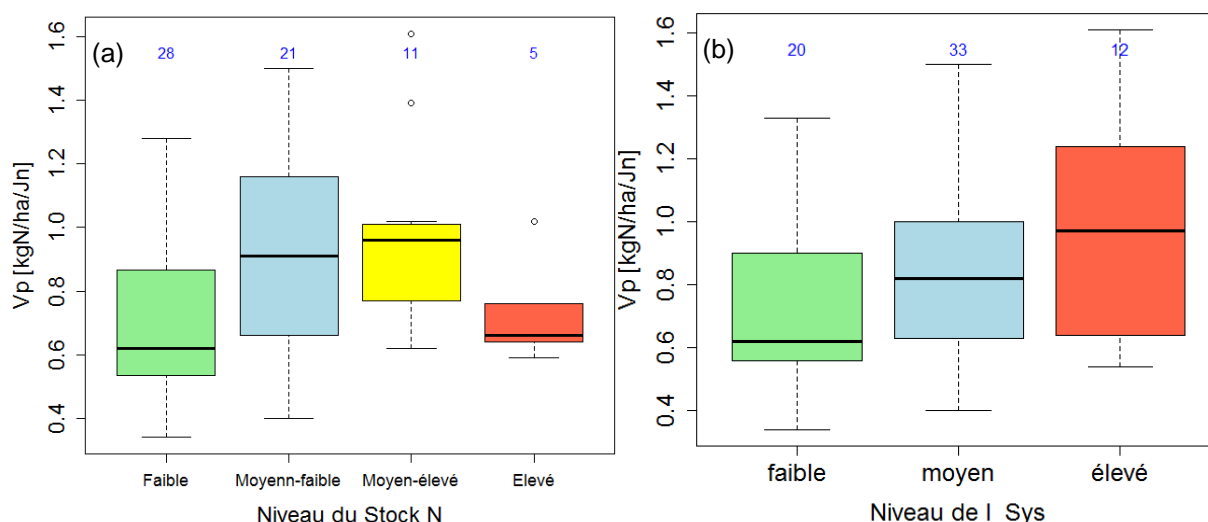 (a)
28 21 11 5
1.6
1.4
1.2
1.0
0.8
0.6
0.4
Vp [kgN/ha/Jn]
Faible Moyenn-faible Moyen-élevé Elevé
Niveau du Stock N
(b)
20 33 12
1.6
1.4
1.2
1.0
0.8
0.6
0.4
Vp [kgN/ha/Jn]
faible moyen élevé
Niveau de I_Sys